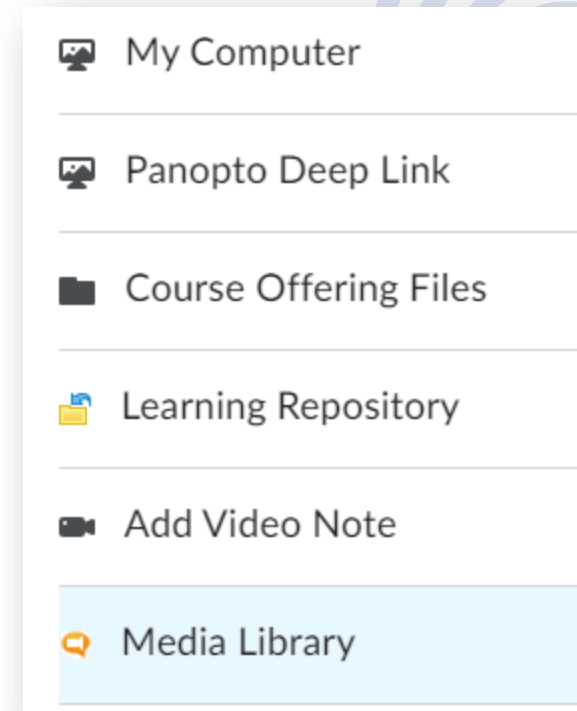 My Computer
Panopto Deep Link
Course Offering Files
Learning Repository
Add Video Note
Media Library